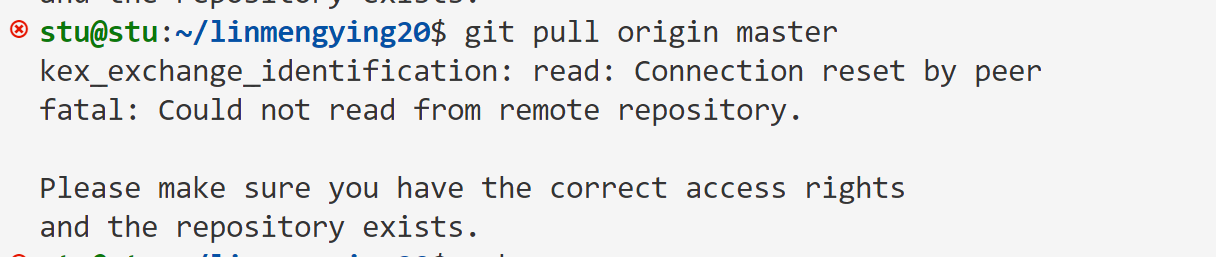 and the repository exists.
stu@stu:~/linmengying20$ git pull origin master
kex_exchange_identification: read: Connection reset by peer
fatal: Could not read from remote repository.
Please make sure you have the correct access rights
and the repository exists.